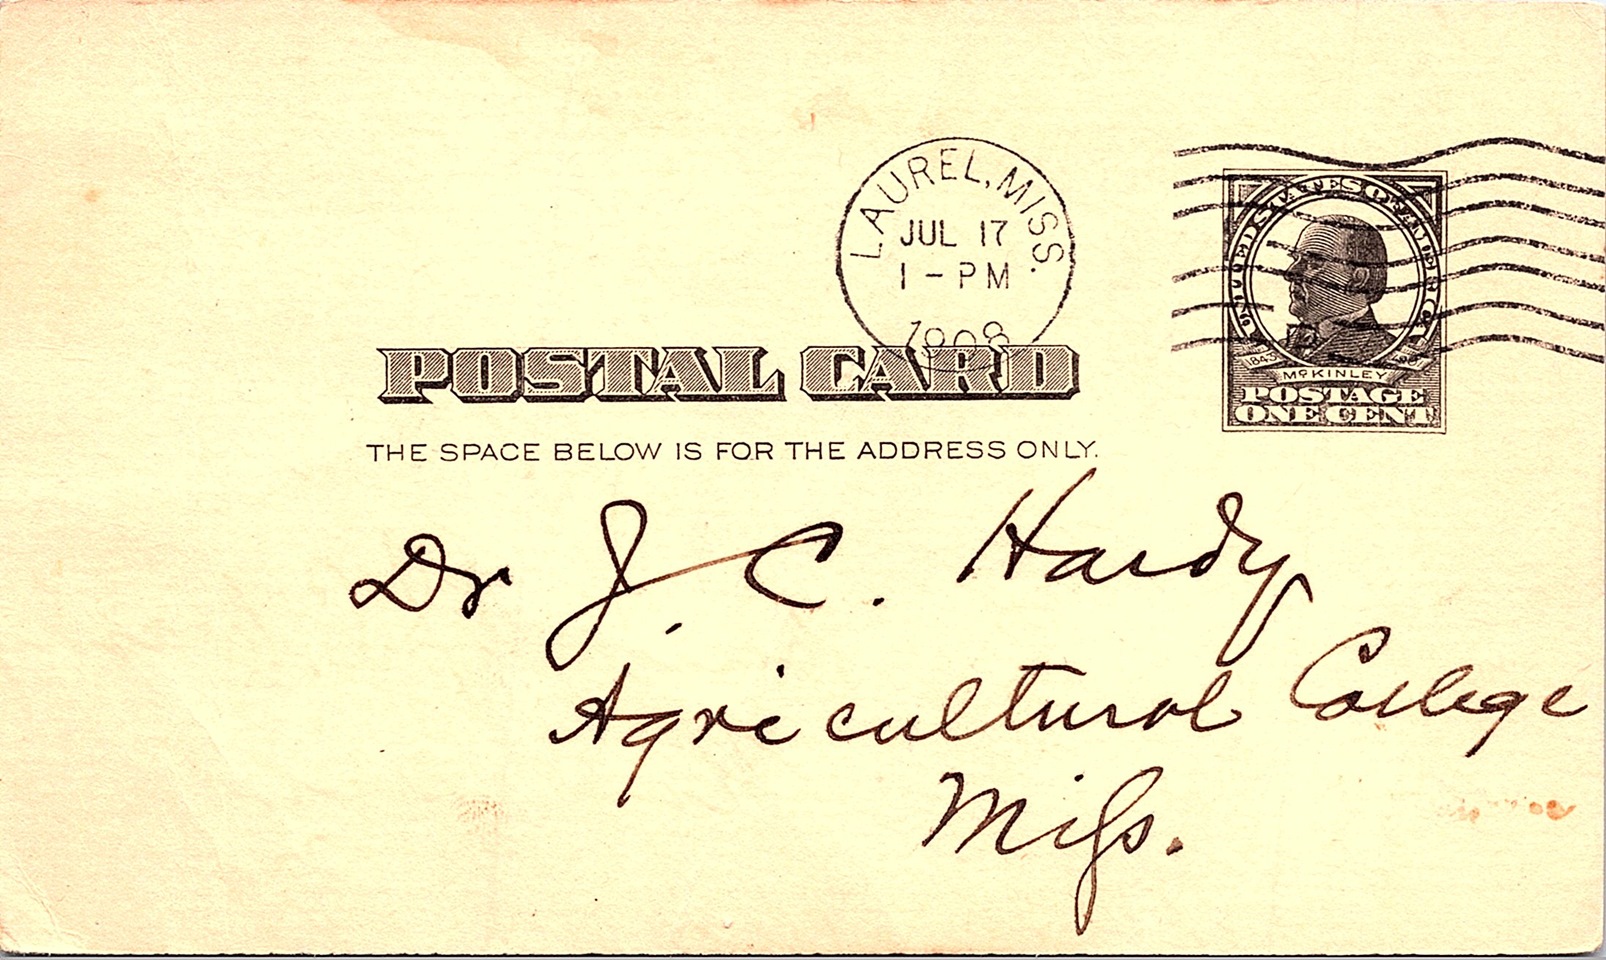 LAUREL, MISS.
JUL 17
1 - PM
1908
UNITED STATES OF AMERICA
1843
McKINLEY
POSTAGE
ONE CENT
POSTAL CARD
THE SPACE BELOW IS FOR THE ADDRESS ONLY.
Dr J. C. Hardy
Agricultural College
Miss.